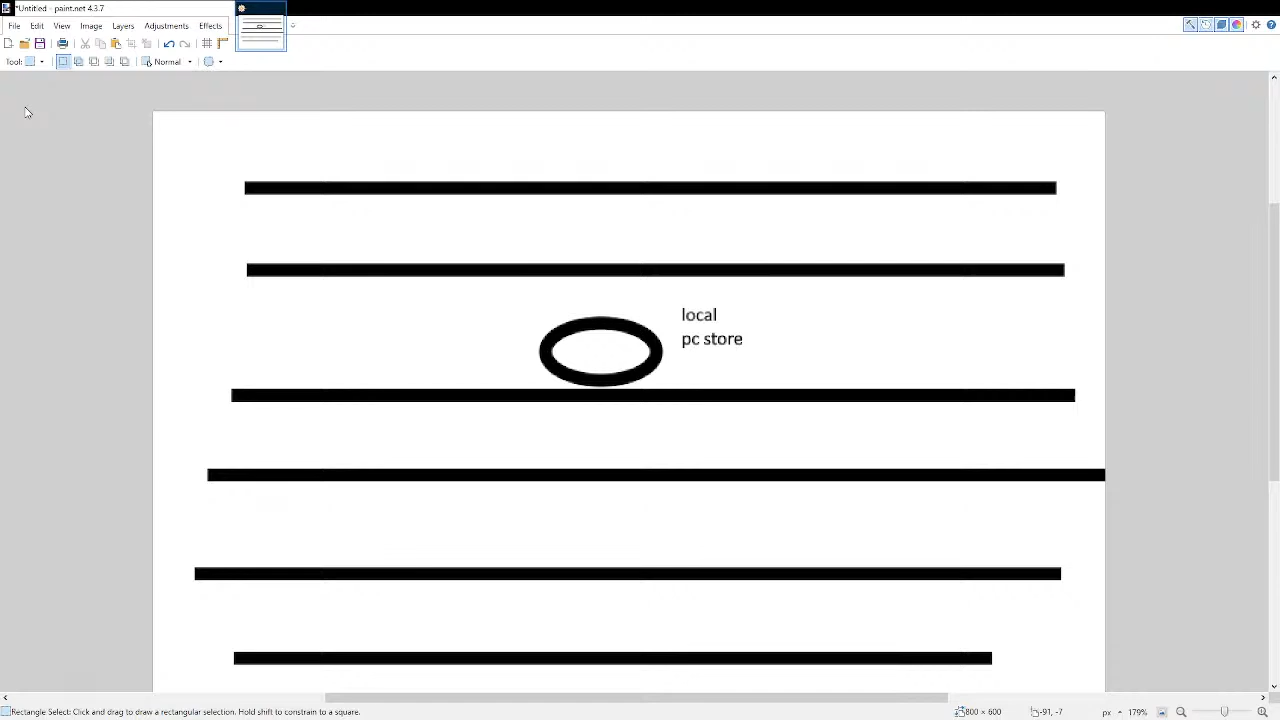 *Untitled - paint.net 4.3.7
File Edit View Image Layers Adjustments Effects
Tool: Normal
local
pc store
Rectangle Select: Click and drag to draw a rectangular selection. Hold shift to constrain to a square.
800 × 600
-91, -7
px
179%